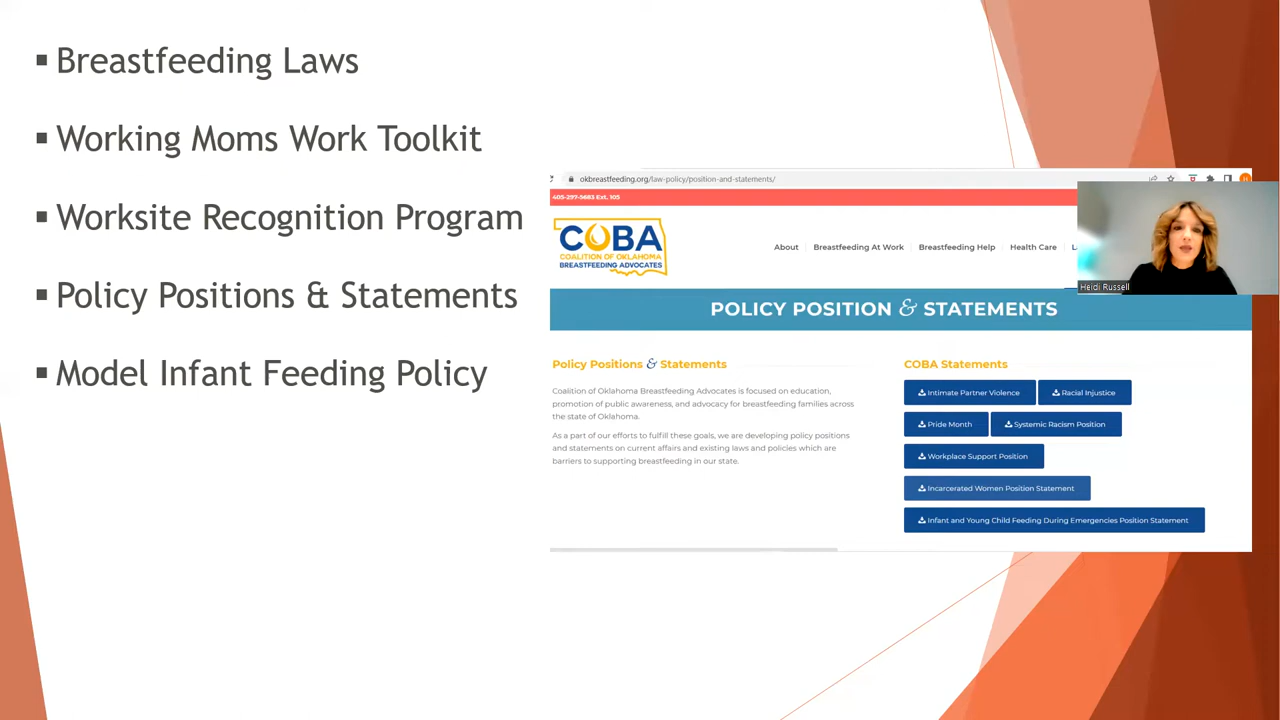 ▪ Breastfeeding Laws
▪ Working Moms Work Toolkit
▪ Worksite Recognition Program
▪ Policy Positions & Statements
▪ Model Infant Feeding Policy
okbreastfeeding.org/law-policy/position-and-statements/
405-297-5683 Ext. 105
COBA
COALITION OF OKLAHOMA
BREASTFEEDING ADVOCATES
About
Breastfeeding At Work
Breastfeeding Help
Health Care
Heidi Russell
POLICY POSITION & STATEMENTS
Policy Positions & Statements
Coalition of Oklahoma Breastfeeding Advocates is focused on education,
promotion of public awareness, and advocacy for breastfeeding families across
the state of Oklahoma.
As a part of our efforts to fulfill these goals, we are developing policy positions
and statements on current affairs and existing laws and policies which are
barriers to supporting breastfeeding in our state.
COBA Statements
Intimate Partner Violence
Racial Injustice
Pride Month
Systemic Racism Position
Workplace Support Position
Incarcerated Women Position Statement
Infant and Young Child Feeding During Emergencies Position Statement